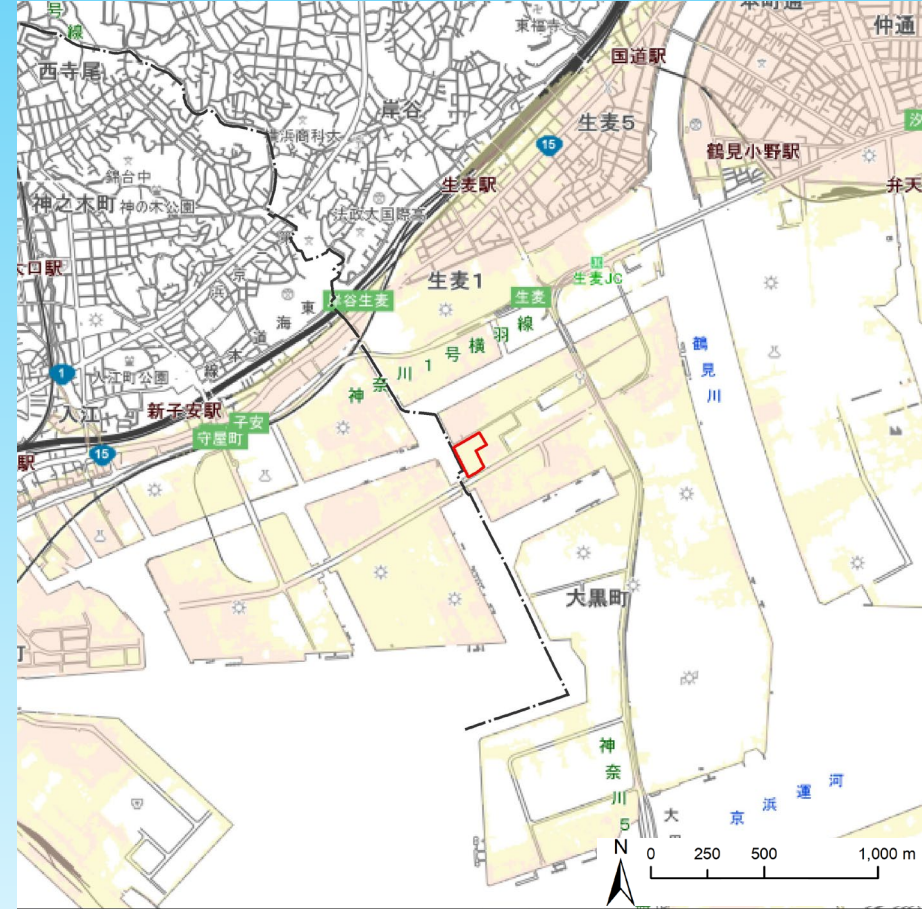 号線
本町通
仲通
東福寺
国道駅
西寺尾
岸谷
生麦5
汐
横浜商科大
15
鶴見小野駅
錦台中
生麦駅
弁天
神之木町
神の木公園
法政大国際高
大口駅
生麦JC
生麦1
生麦
岸谷生麦
東海道本線
京浜
神奈川1号横羽線
鶴見川
1
入江町公園
入江
新子安駅
子安
守屋町
15
駅
大黒町
町
神奈川5
京浜運河
大
N
0 250 500 1,000 m